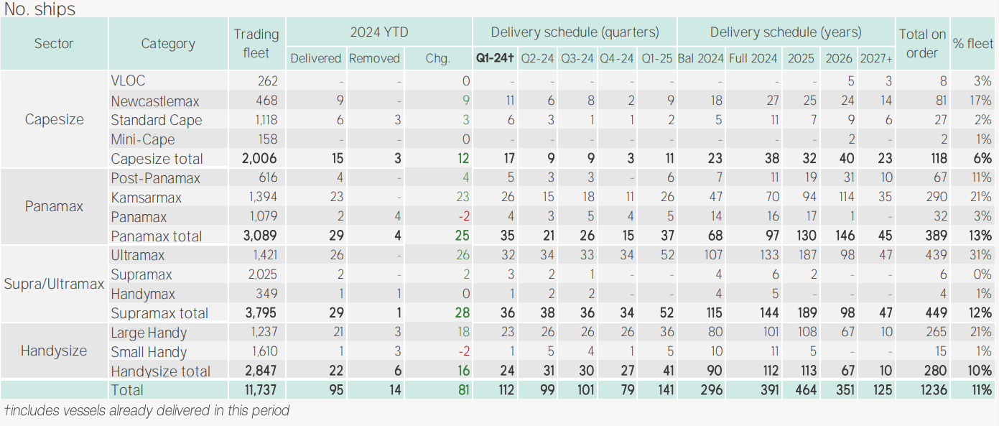 No. ships
Sector Category Trading fleet 2024 YTD Delivery schedule (quarters) Delivery schedule (years) Total on order % fleet
Delivered Removed Chg. Q1-24† Q2-24 Q3-24 Q4-24 Q1-25 Bal 2024 Full 2024 2025 2026 2027+
Capesize
VLOC 262 - - 0 - - - - - - - - 5 3 8 3%
Newcastlemax 468 9 - 9 11 6 8 2 9 18 27 25 24 14 81 17%
Standard Cape 1,118 6 3 3 6 3 1 1 2 5 11 7 9 6 27 2%
Mini-Cape 158 - - 0 - - - - - - - - 2 - 2 1%
Capesize total 2,006 15 3 12 17 9 9 3 11 23 38 32 40 23 118 6%
Panamax
Post-Panamax 616 4 - 4 5 3 3 - 6 7 11 19 31 10 67 11%
Kamsarmax 1,394 23 - 23 26 15 18 11 26 47 70 94 114 35 290 21%
Panamax 1,079 2 4 -2 4 3 5 4 5 14 16 17 1 - 32 3%
Panamax total 3,089 29 4 25 35 21 26 15 37 68 97 130 146 45 389 13%
Supra/Ultramax
Ultramax 1,421 26 - 26 32 34 33 34 52 107 133 187 98 47 439 31%
Supramax 2,025 2 - 2 3 2 1 - - 4 6 2 - - 6 0%
Handymax 349 1 1 0 1 2 2 - - 4 5 - - - 4 1%
Supramax total 3,795 29 1 28 36 38 36 34 52 115 144 189 98 47 449 12%
Handysize
Large Handy 1,237 21 3 18 23 26 26 26 36 80 101 108 67 10 265 21%
Small Handy 1,610 1 3 -2 1 5 4 1 5 10 11 5 - - 15 1%
Handysize total 2,847 22 6 16 24 31 30 27 41 90 112 113 67 10 280 10%
Total 11,737 95 14 81 112 99 101 79 141 296 391 464 351 125 1236 11%
†includes vessels already delivered in this period